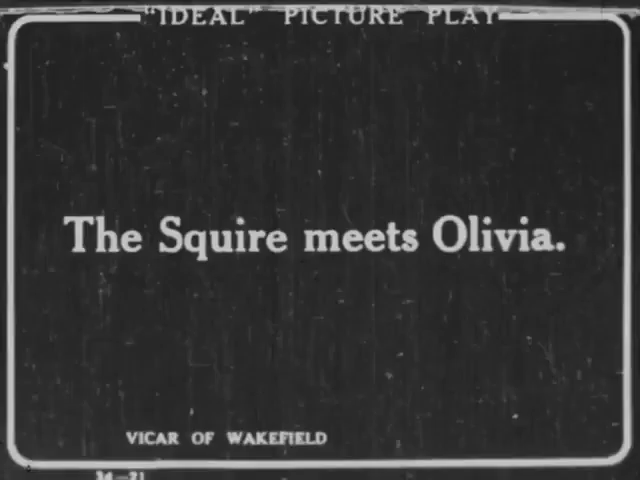 "IDEAL" PICTURE PLAY
The Squire meets Olivia.
VICAR OF WAKEFIELD